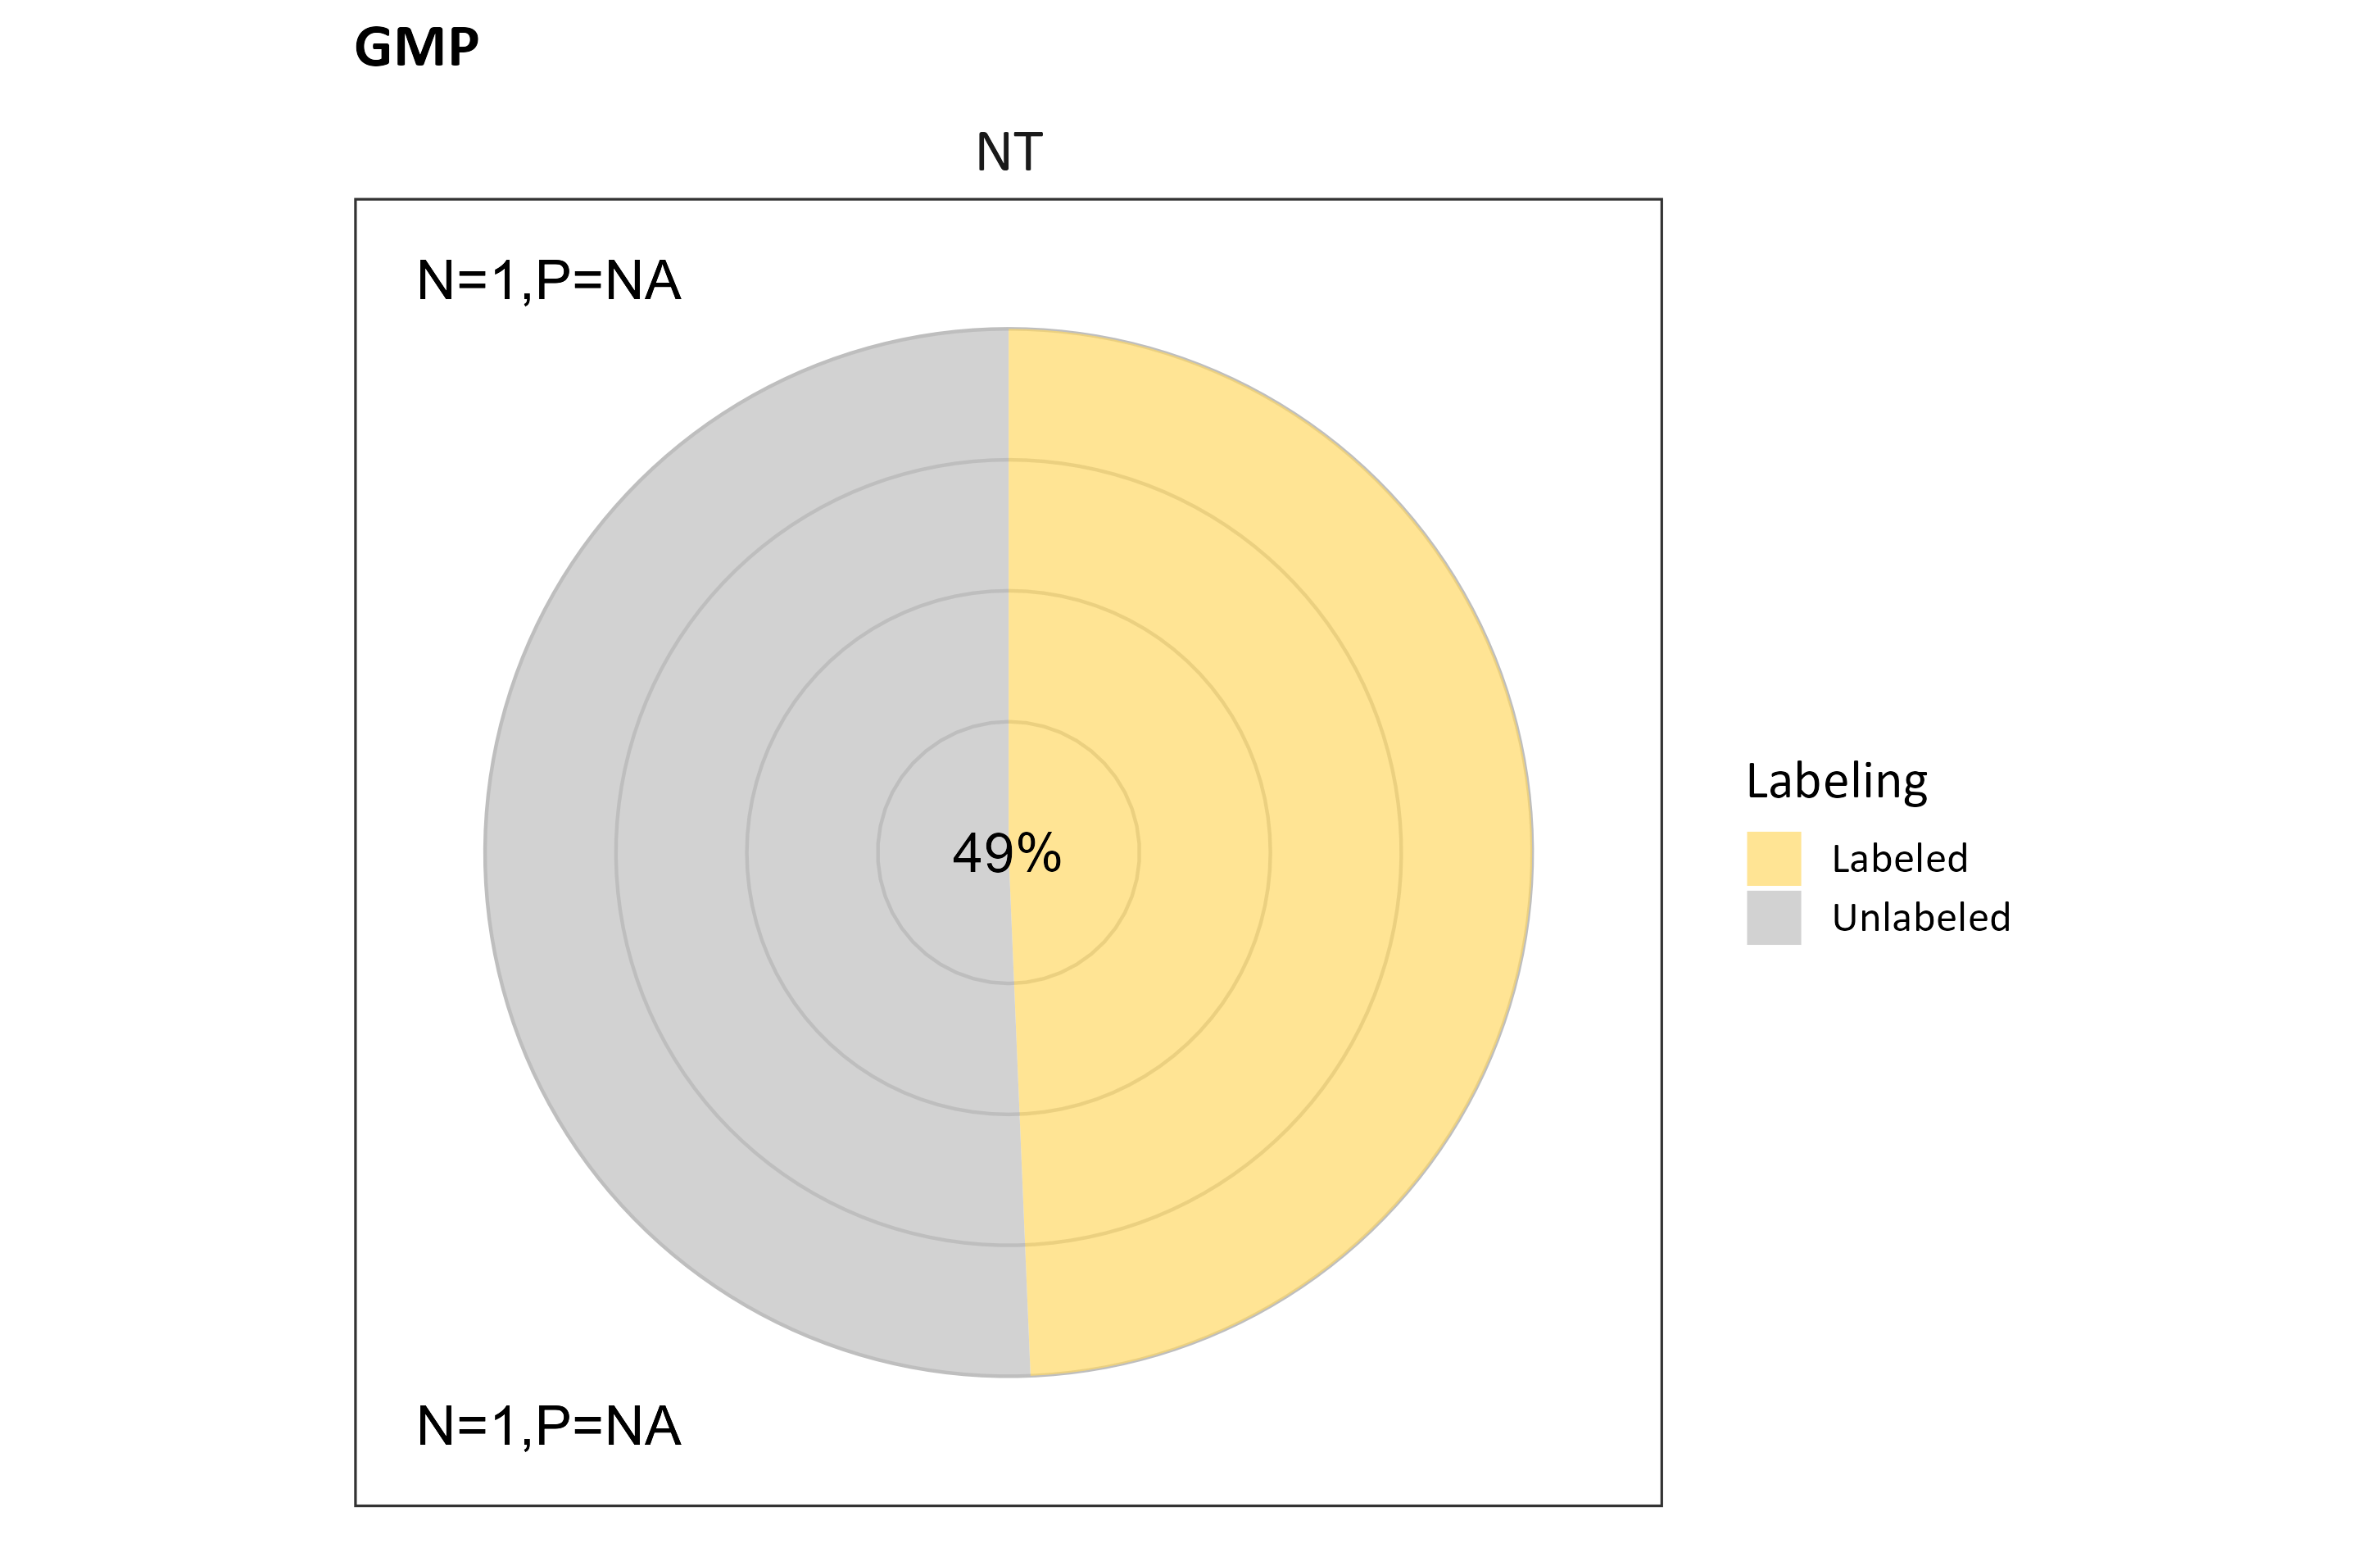 GMP
NT
N=1,P=NA
49%
Labeling
Labeled
Unlabeled
N=1,P=NA